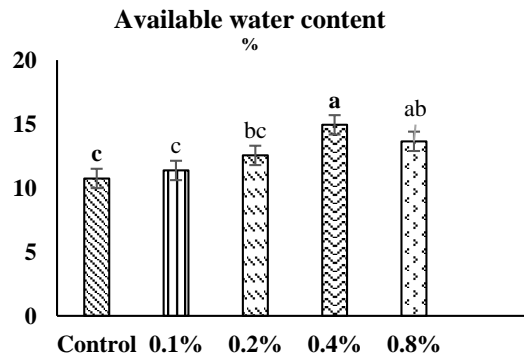 Available water content
%
20
15
10
5
0
c
c
bc
a
ab
Control 0.1% 0.2% 0.4% 0.8%